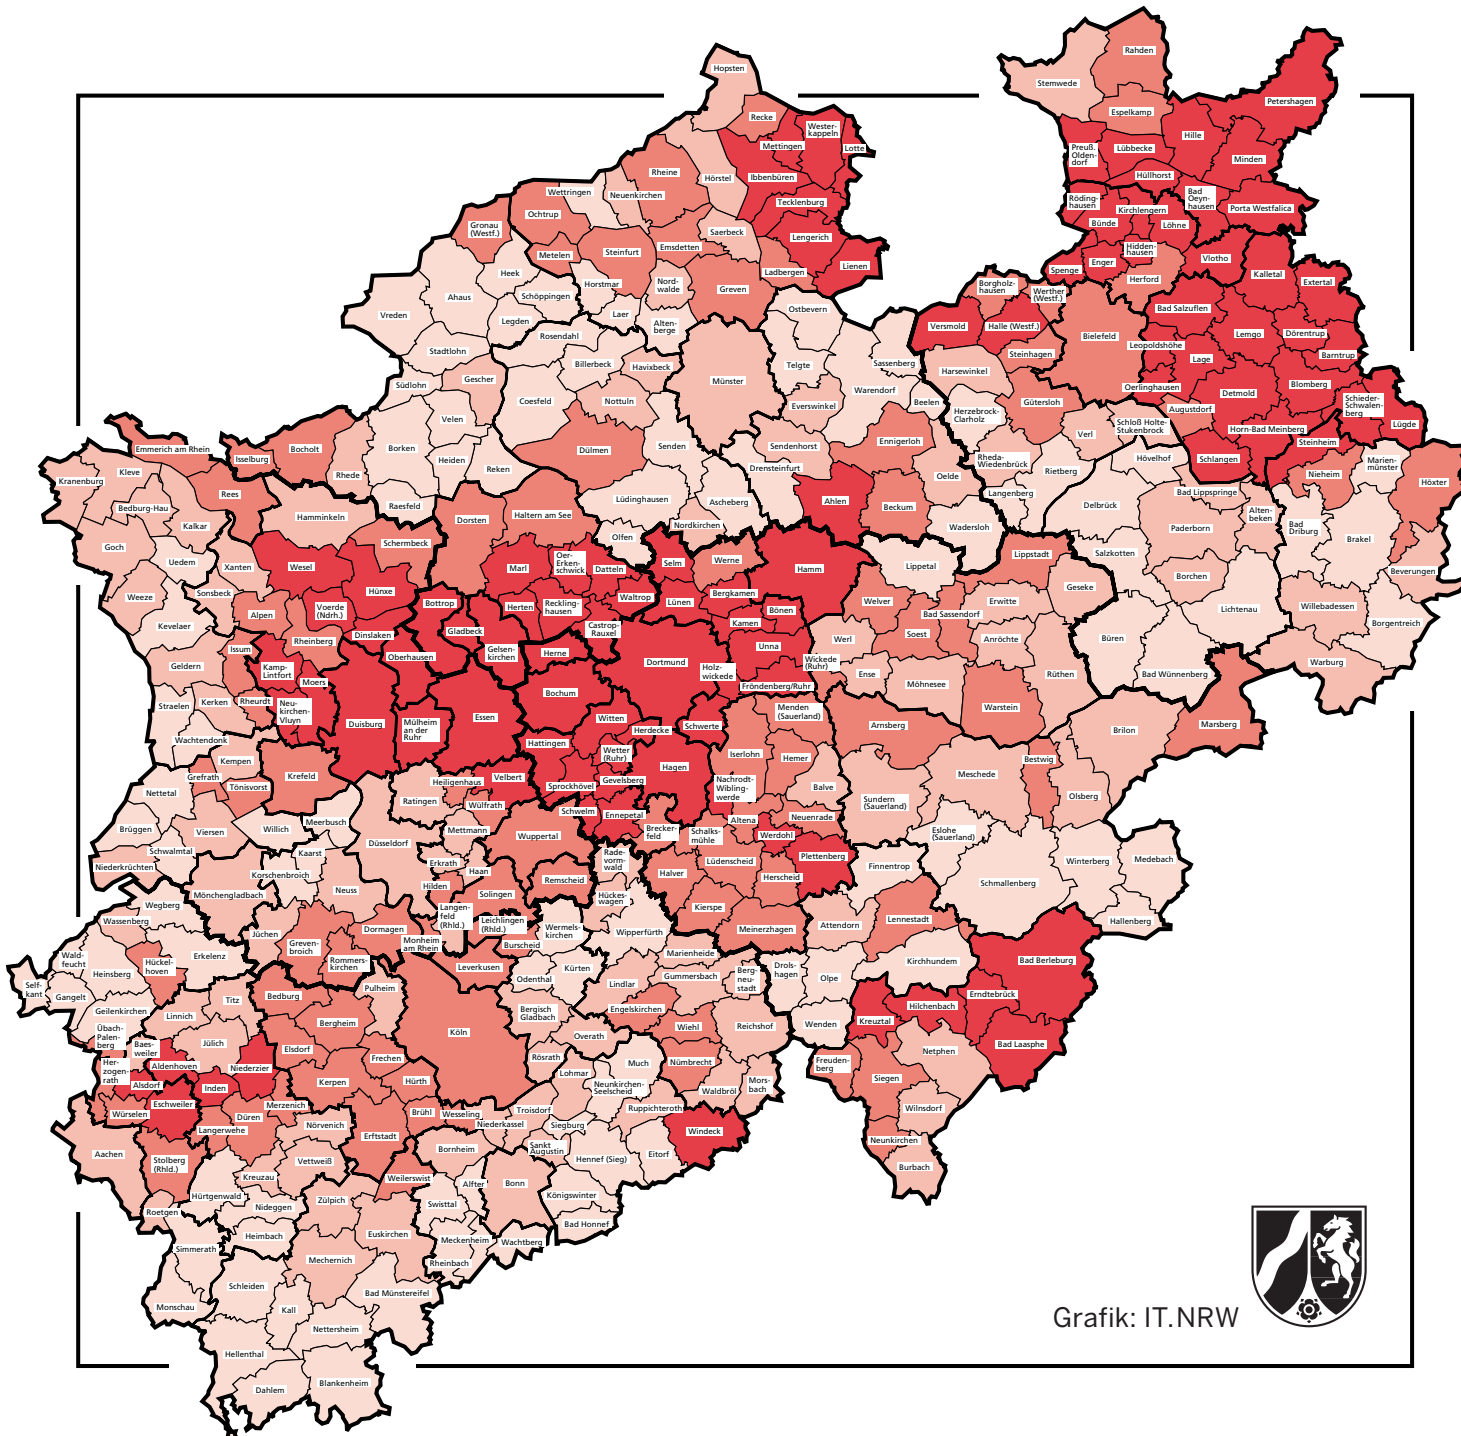 Hopsten
Rahden
Stemwede
Petershagen
Espelkamp
Recke
Wester-
kappeln
Mettingen
Lotte
Hille
Preuß.
Olden-
dorf
Lübbecke
Minden
Rheine
Hörstel
Ibbenbüren
Hüllhorst
Wettringen
Neuenkirchen
Tecklenburg
Röding-
hausen
Bad
Oeyn-
hausen
Kirchlengern
Porta Westfalica
Ochtrup
Bünde
Löhne
Gronau
(Westf.)
Saerbeck
Lengerich
Metelen
Steinfurt
Emsdetten
Hidden-
hausen
Lienen
Enger
Vlotho
Spenge
Heek
Ladbergen
Herford
Kalletal
Extertal
Ahaus
Schöppingen
Horstmar
Nord-
walde
Greven
Borgholz-
hausen
Werther
(Westf.)
Vreden
Legden
Laer
Alten-
berge
Ostbevern
Versmold
Halle (Westf.)
Bad Salzuflen
Rosendahl
Bielefeld
Lemgo
Dörentrup
Stadtlohn
Leopoldshöhe
Steinhagen
Lage
Barntrup
Billerbeck
Havixbeck
Telgte
Sassenberg
Harsewinkel
Gescher
Münster
Südlohn
Warendorf
Oerlinghausen
Detmold
Blomberg
Coesfeld
Nottuln
Everswinkel
Beelen
Gütersloh
Augustdorf
Schieder-
Schwalen-
berg
Velen
Herzebrock-
Clarholz
Schloß Holte-
Stukenbrock
Lügde
Horn-Bad Meinberg
Verl
Steinheim
Emmerich am Rhein
Bocholt
Borken
Dülmen
Senden
Sendenhorst
Ennigerloh
Isselburg
Heiden
Rheda-
Wiedenbrück
Hövelhof
Schlangen
Marien-
münster
Kleve
Rhede
Reken
Drensteinfurt
Rietberg
Nieheim
Kranenburg
Oelde
Höxter
Rees
Langenberg
Bad Lippspringe
Bedburg-Hau
Lüdinghausen
Ascheberg
Ahlen
Beckum
Delbrück
Raesfeld
Hamminkeln
Dorsten
Haltern am See
Alten-
beken
Kalkar
Nordkirchen
Wadersloh
Paderborn
Bad
Driburg
Brakel
Goch
Schermbeck
Olfen
Salzkotten
Lippstadt
Uedem
Xanten
Wesel
Oer-
Erken-
schwick
Marl
Datteln
Selm
Werne
Hamm
Lippetal
Borchen
Beverungen
Geseke
Weeze
Sonsbeck
Hünxe
Waltrop
Bergkamen
Bottrop
Herten
Reckling-
hausen
Lünen
Welver
Erwitte
Willebadessen
Alpen
Voerde
(Ndrh.)
Bönen
Bad Sassendorf
Lichtenau
Kevelaer
Kamen
Borgentreich
Castrop-
Rauxel
Gladbeck
Dinslaken
Soest
Anröchte
Büren
Rheinberg
Werl
Issum
Gelsen-
kirchen
Herne
Unna
Oberhausen
Dortmund
Wickede
(Ruhr)
Warburg
Geldern
Kamp-
Lintfort
Holz-
wickede
Ense
Möhnesee
Rüthen
Bad Wünnenberg
Moers
Fröndenberg/Ruhr
Bochum
Kerken
Rheurdt
Straelen
Neu-
kirchen-
Vluyn
Duisburg
Mülheim
an der
Ruhr
Essen
Witten
Menden
(Sauerland)
Warstein
Herdecke
Schwerte
Arnsberg
Marsberg
Brilon
Wachtendonk
Hattingen
Wetter
(Ruhr)
Iserlohn
Hemer
Bestwig
Kempen
Hagen
Meschede
Grefrath
Krefeld
Velbert
Heiligenhaus
Gevelsberg
Nachrodt-
Wibling-
werde
Tönisvorst
Sprockhövel
Balve
Nettetal
Ratingen
Wülfrath
Sundern
(Sauerland)
Olsberg
Schwelm
Ennepetal
Neuenrade
Altena
Meerbusch
Brüggen
Viersen
Willich
Mettmann
Wuppertal
Brecker-
feld
Schalks-
mühle
Werdohl
Eslohe
(Sauerland)
Düsseldorf
Schwalmtal
Kaarst
Rade-
vorm-
wald
Plettenberg
Erkrath
Lüdenscheid
Winterberg
Medebach
Niederkrüchten
Korschenbroich
Haan
Finnentrop
Halver
Herscheid
Schmallenberg
Neuss
Hilden
Remscheid
Mönchengladbach
Solingen
Hückes-
wagen
Wegberg
Kierspe
Langen-
feld
(Rhld.)
Leichlingen
(Rhld.)
Lennestadt
Hallenberg
Wassenberg
Dormagen
Wermels-
kirchen
Wipperfürth
Meinerzhagen
Attendorn
Jüchen
Greven-
broich
Monheim
am Rhein
Burscheid
Wald-
feucht
Erkelenz
Marienheide
Rommers-
kirchen
Leverkusen
Kürten
Kirchhundem
Bad Berleburg
Hückel-
hoven
Heinsberg
Odenthal
Gummersbach
Berg-
neu-
stadt
Drols-
hagen
Olpe
Self-
kant
Gangelt
Pulheim
Lindlar
Titz
Bedburg
Erndtebrück
Geilenkirchen
Linnich
Bergisch
Gladbach
Engelskirchen
Hilchenbach
Bergheim
Wiehl
Reichshof
Wenden
Kreuztal
Übach-
Palen-
berg
Köln
Overath
Jülich
Baes-
weiler
Elsdorf
Bad Laasphe
Rösrath
Netphen
Frechen
Her-
zogen-
rath
Aldenhoven
Niederzier
Much
Nümbrecht
Freuden-
berg
Lohmar
Alsdorf
Inden
Kerpen
Hürth
Neunkirchen-
Seelscheid
Mors-
bach
Siegen
Waldbröl
Eschweiler
Merzenich
Troisdorf
Ruppichteroth
Wilnsdorf
Würselen
Düren
Brühl
Wesseling
Nörvenich
Niederkassel
Siegburg
Langerwehe
Erftstadt
Windeck
Neunkirchen
Aachen
Bornheim
Sankt
Augustin
Hennef (Sieg)
Eitorf
Stolberg
(Rhld.)
Vettweiß
Burbach
Kreuzau
Weilerswist
Alfter
Bonn
Hürtgenwald
Zülpich
Swisttal
Königswinter
Nideggen
Roetgen
Bad Honnef
Heimbach
Euskirchen
Meckenheim
Wachtberg
Simmerath
Mechernich
Rheinbach
Schleiden
Bad Münstereifel
Monschau
Kall
Nettersheim
Hellenthal
Blankenheim
Dahlem
Grafik: IT.NRW